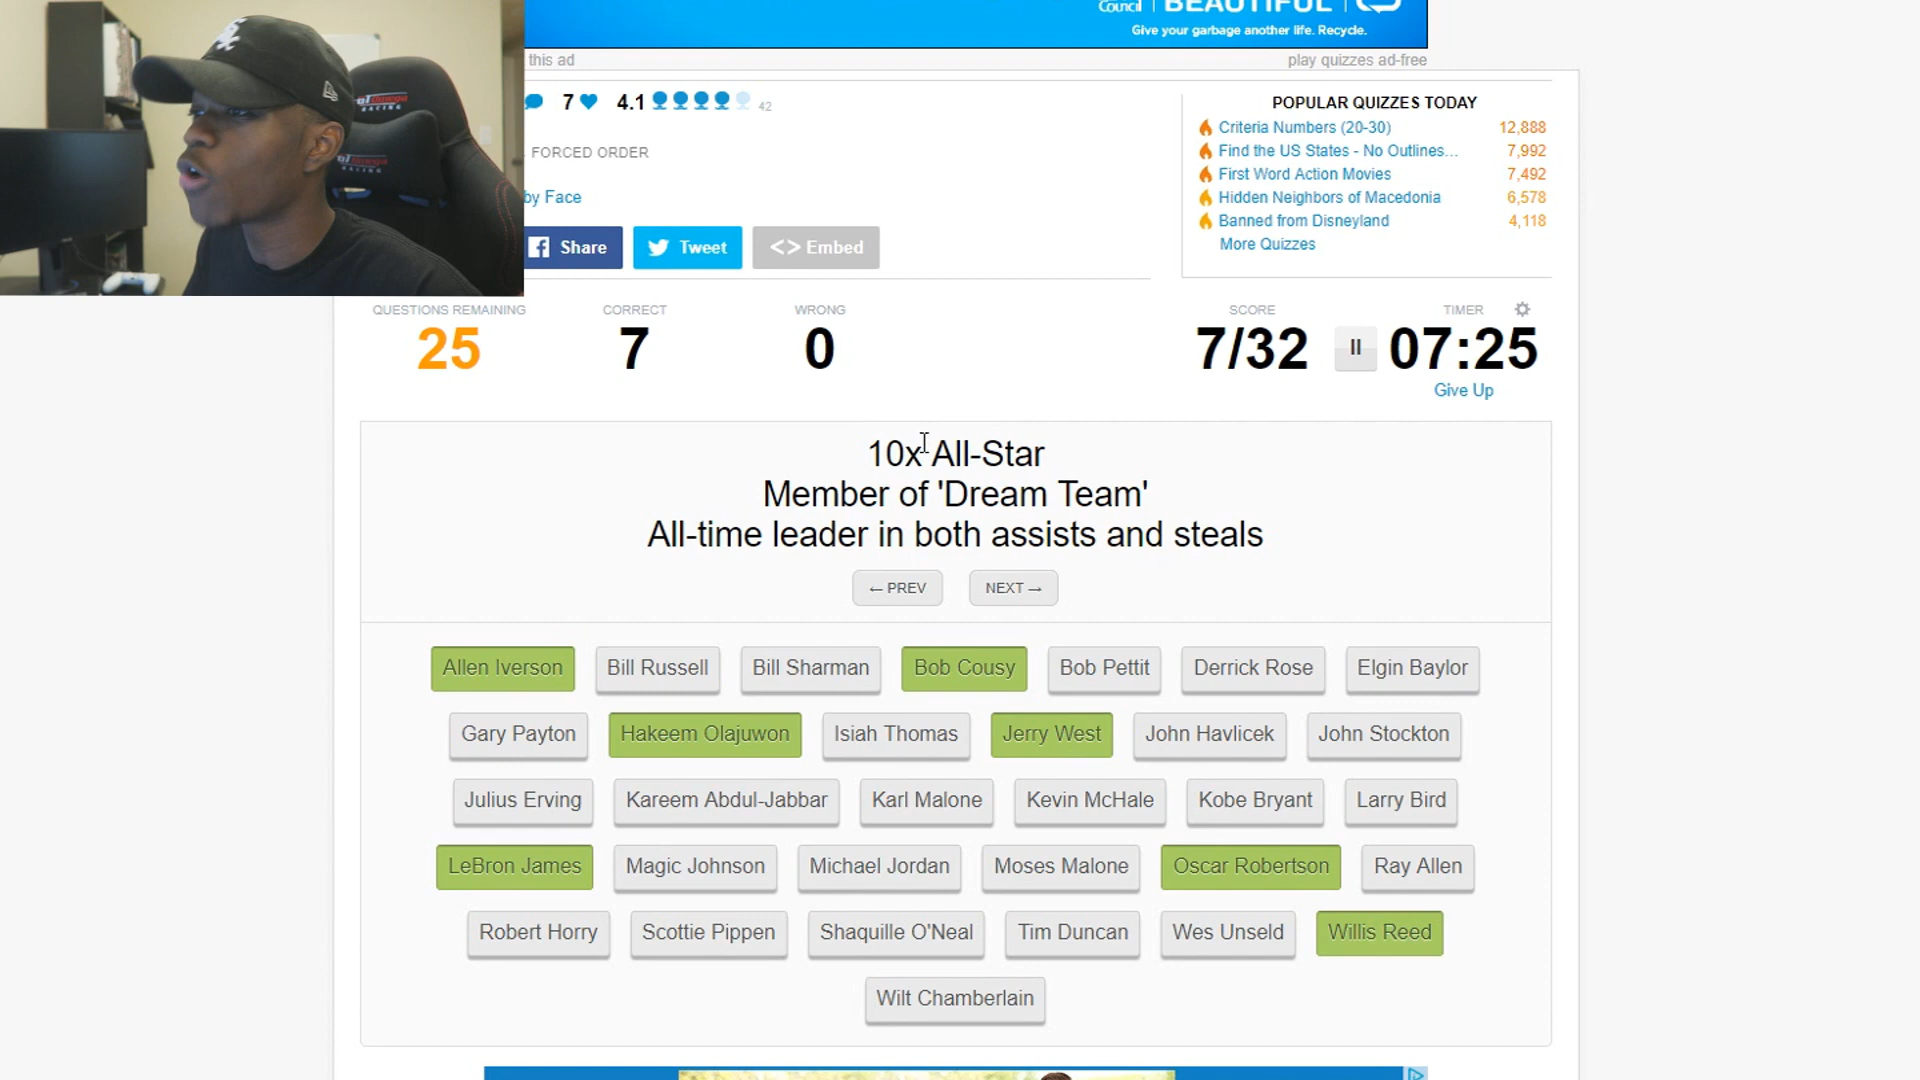 Council | BEAUTIFUL
Give your garbage another life. Recycle.
this ad
play quizzes ad-free
7 4.1 42
FORCED ORDER
by Face
Share
Tweet
<> Embed
POPULAR QUIZZES TODAY
Criteria Numbers (20-30) 12,888
Find the US States - No Outlines... 7,992
First Word Action Movies 7,492
Hidden Neighbors of Macedonia 6,578
Banned from Disneyland 4,118
More Quizzes
QUESTIONS REMAINING
25
CORRECT
7
WRONG
0
SCORE
7/32
TIMER
07:25
Give Up
10x All-Star
Member of 'Dream Team'
All-time leader in both assists and steals
← PREV NEXT →
Allen Iverson Bill Russell Bill Sharman Bob Cousy Bob Pettit Derrick Rose Elgin Baylor
Gary Payton Hakeem Olajuwon Isiah Thomas Jerry West John Havlicek John Stockton
Julius Erving Kareem Abdul-Jabbar Karl Malone Kevin McHale Kobe Bryant Larry Bird
LeBron James Magic Johnson Michael Jordan Moses Malone Oscar Robertson Ray Allen
Robert Horry Scottie Pippen Shaquille O'Neal Tim Duncan Wes Unseld Willis Reed
Wilt Chamberlain